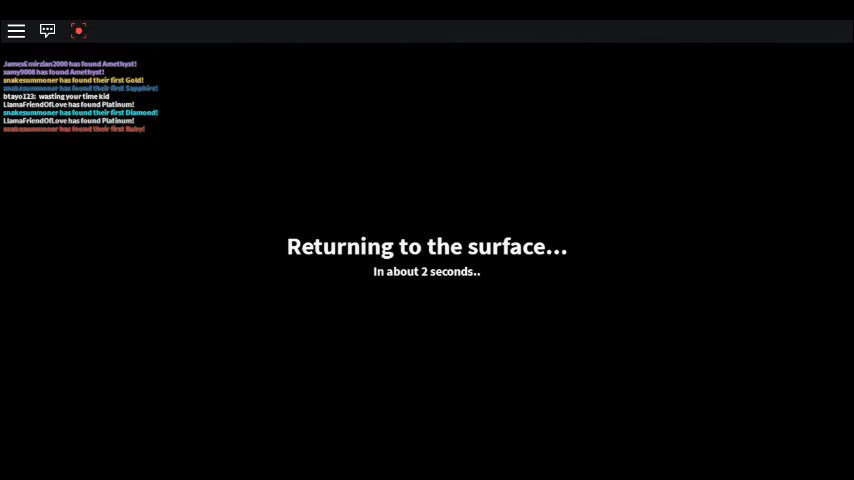 JamesEmirzian2000 has found Amethyst!
samy9008 has found Amethyst!
snakesummoner has found their first Gold!
snakesummoner has found their first Sapphire!
btayo123: wasting your time kid
LlamaFriendOfLove has found Platinum!
snakesummoner has found their first Diamond!
LlamaFriendOfLove has found Platinum!
snakesummoner has found their first Ruby!
Returning to the surface...
In about 2 seconds..